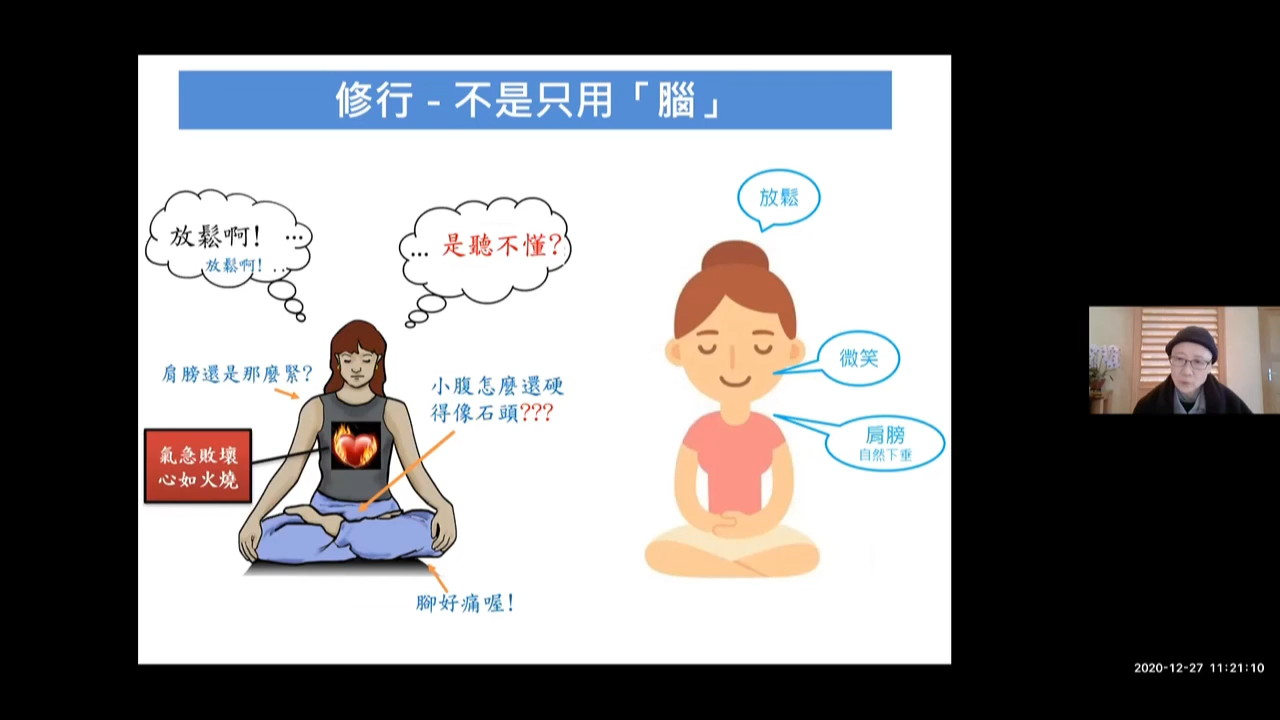 修行 - 不是只用「腦」
放鬆啊! ...
放鬆啊! ..
... 是聽不懂?
肩膀還是那麼緊?
小腹怎麼還硬
得像石頭???
氣急敗壞
心如火燒
腳好痛喔!
放鬆
微笑
肩膀
自然下垂
2020-12-27 11:21:10